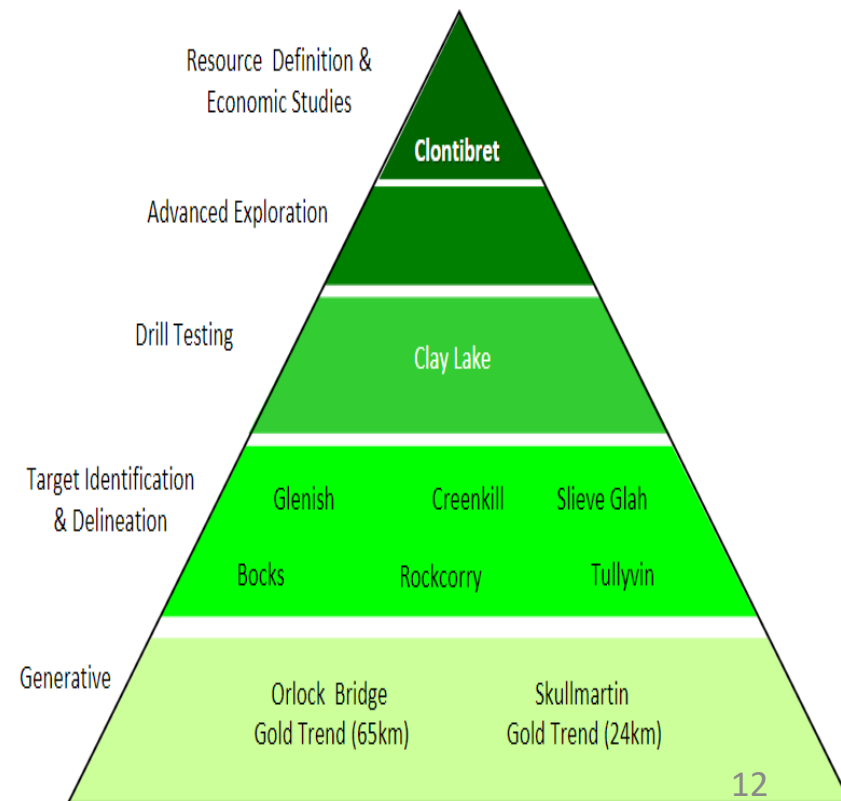 Resource Definition &
Economic Studies
Clontibret
Advanced Exploration
Drill Testing
Clay Lake
Target Identification
& Delineation
Glenish Creenkill Slieve Glah
Bocks Rockcorry Tullyvin
Generative
Orlock Bridge
Gold Trend (65km)
Skullmartin
Gold Trend (24km)
12